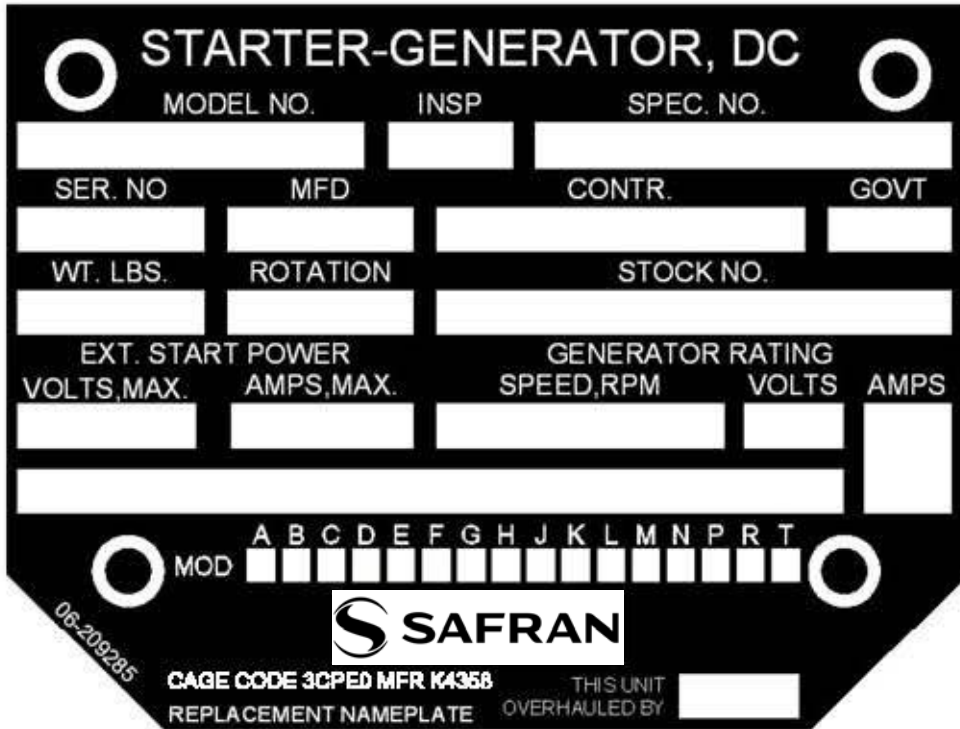 STARTER-GENERATOR, DC
MODEL NO. INSP SPEC. NO.
SER. NO MFD CONTR. GOVT
WT. LBS. ROTATION STOCK NO.
EXT. START POWER GENERATOR RATING
VOLTS,MAX. AMPS,MAX. SPEED,RPM VOLTS AMPS
A B C D E F G H J K L M N P R T
MOD
SAFRAN
06-209285
CAGE CODE 3CPE0 MFR K4358
THIS UNIT
OVERHAULED BY
REPLACEMENT NAMEPLATE